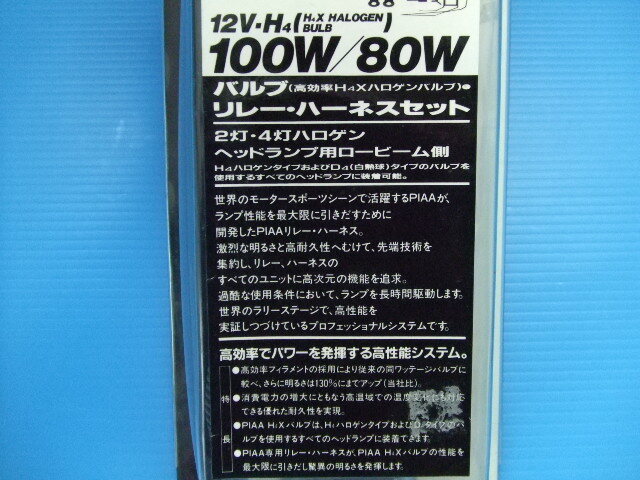 88
12V・H4(H4X HALOGEN BULB)
100W/80W
バルブ(高効率H4Xハロゲンバルブ)●
リレー・ハーネスセット
2灯・4灯ハロゲン
ヘッドランプ用ロービーム側
H4ハロゲンタイプおよびD4(白熱球)タイプのバルブを
使用するすべてのヘッドランプに装着可能。
世界のモータースポーツシーンで活躍するPIAAが、
ランプ性能を最大限に引きだすために
開発したPIAAリレー・ハーネス。
激烈な明るさと高耐久性へむけて、先端技術を
集約し、リレー、ハーネスの
すべてのユニットに高次元の機能を追求。
過酷な使用条件において、ランプを長時間駆動します。
世界のラリーステージで、高性能を
実証しつづけているプロフェッショナルシステムです。
高効率でパワーを発揮する高性能システム。
特長
●高効率フィラメントの採用により従来の同ワッテージバルブに
較べ、さらに明るさは130%にまでアップ(当社比)。
●消費電力の増大にともなう高温域での温度変化にも対応
できる優れた耐久性を実現。
●PIAA H4Xバルブは、H4ハロゲンタイプおよびD タイプのバ
ルブを使用するすべてのヘッドランプに装着できます。
●PIAA専用リレー・ハーネスが、PIAA H4Xバルブの性能を
最大限に引きだし驚異の明るさを発揮します。